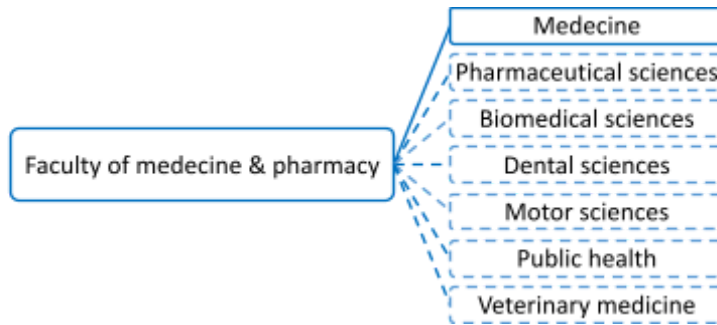 Medecine
Pharmaceutical sciences
Biomedical sciences
Faculty of medecine & pharmacy
Dental sciences
Motor sciences
Public health
Veterinary medicine